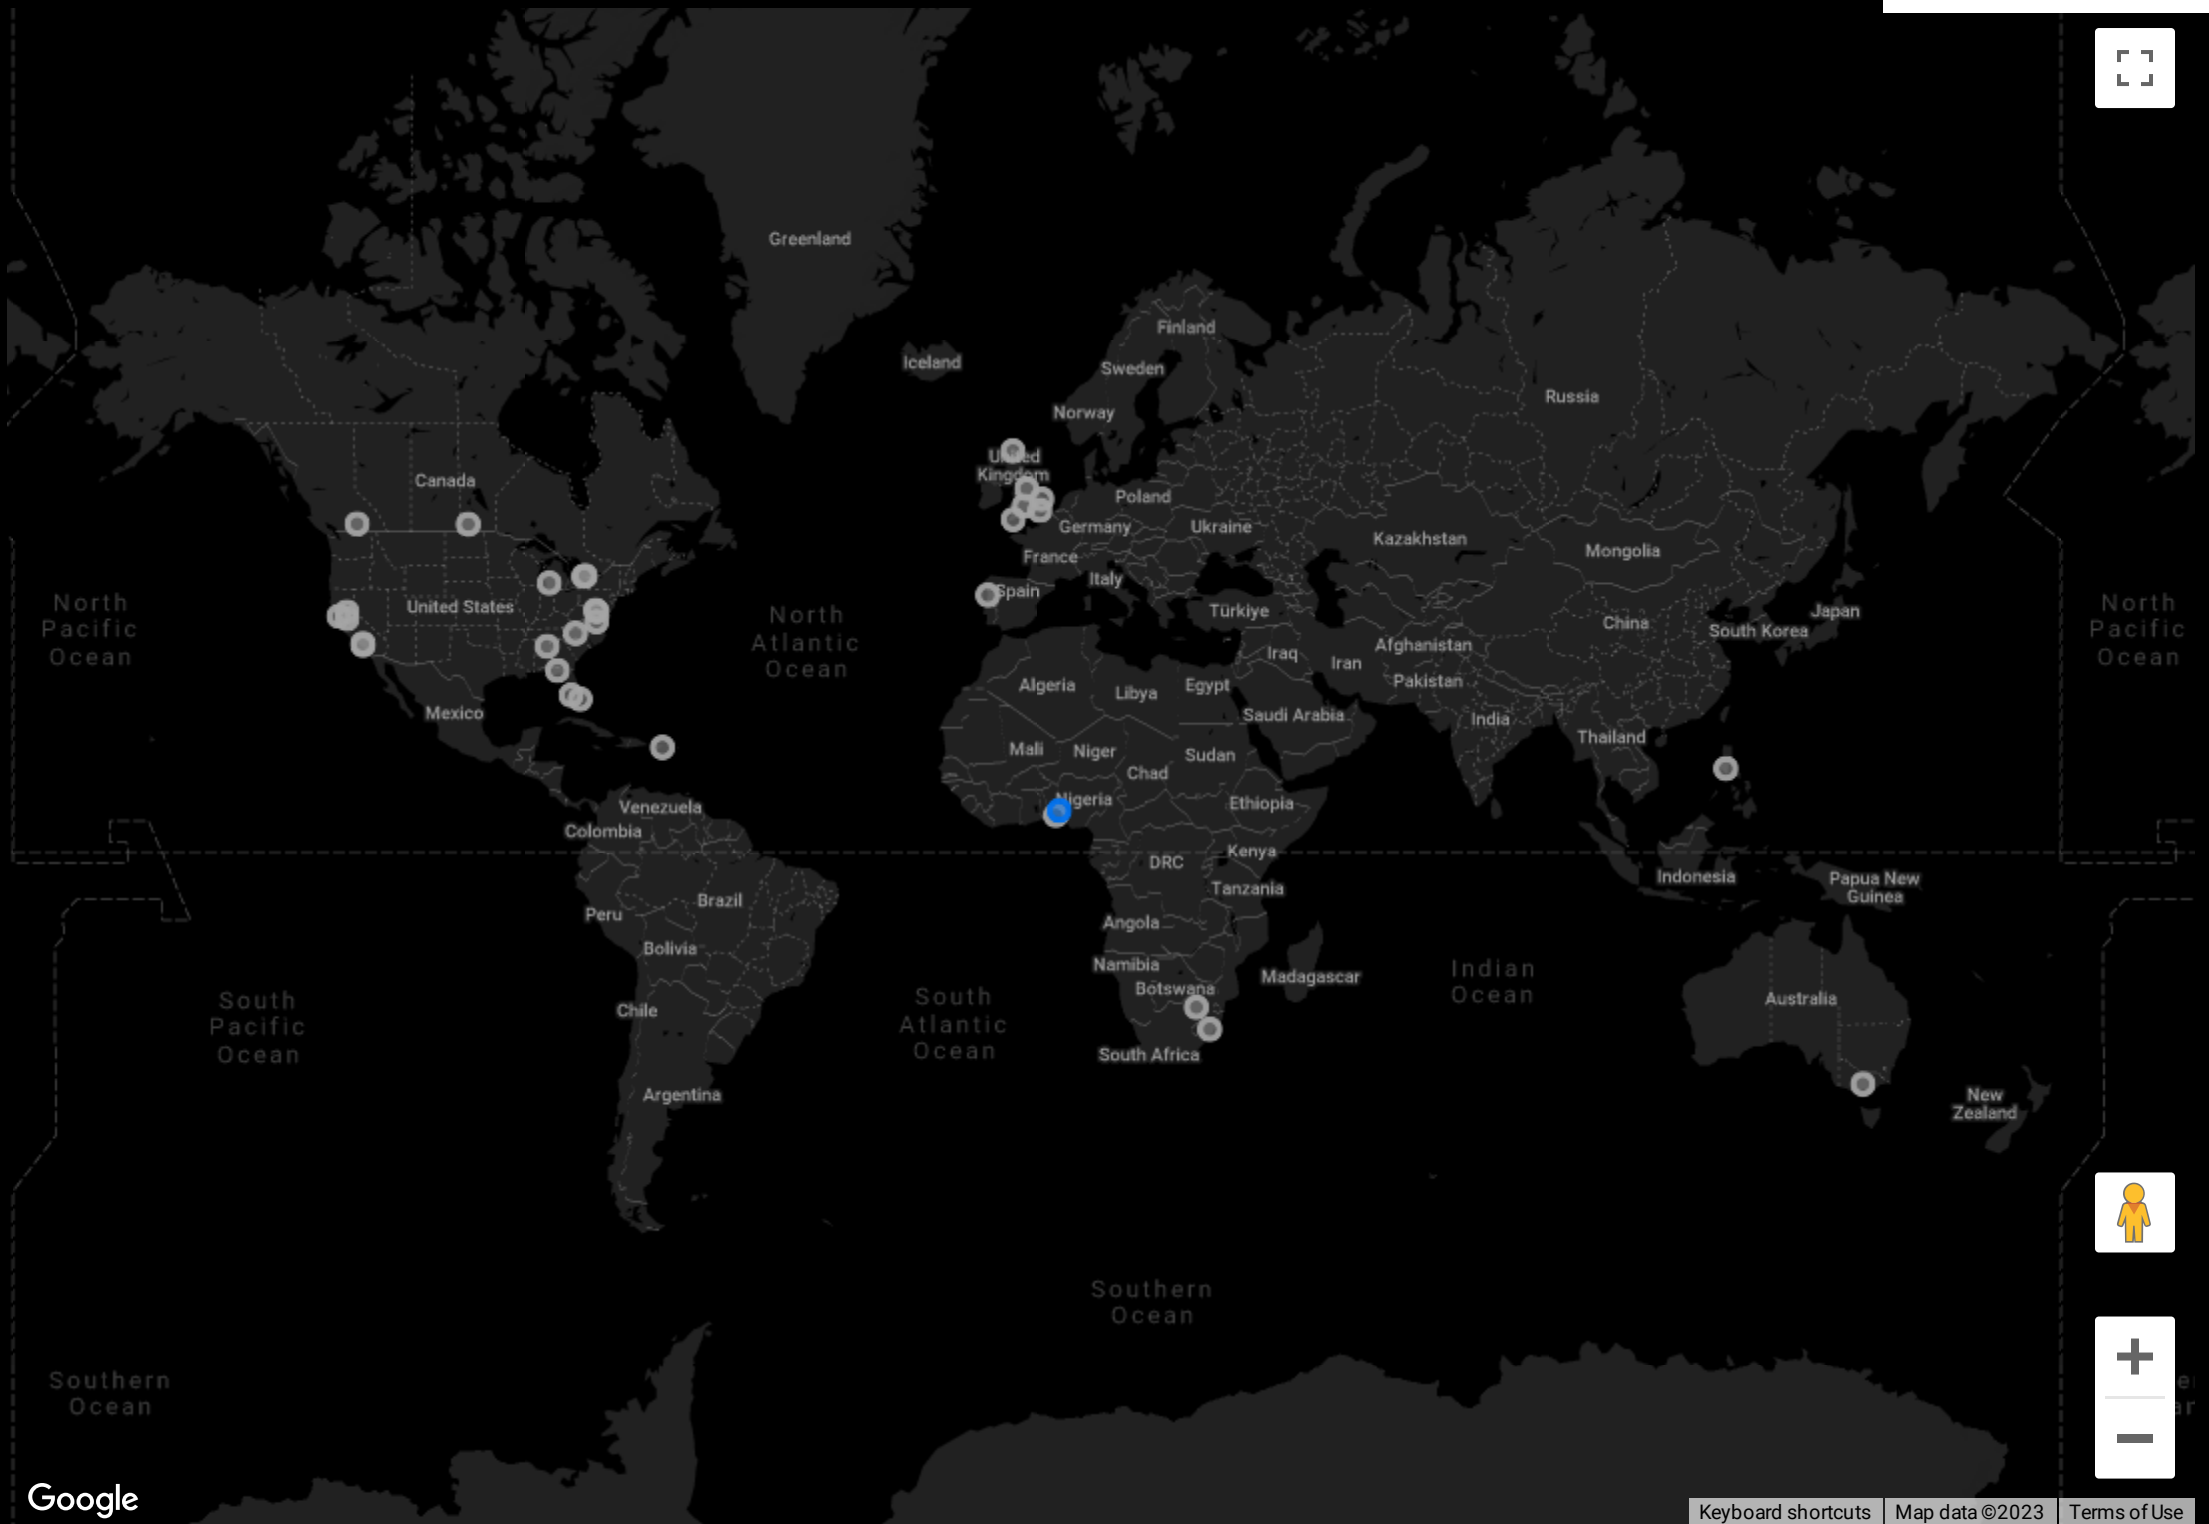 Greenland
Iceland
Finland
Sweden
Norway
Russia
United
Kingdom
Canada
Poland
Germany
Ukraine
Kazakhstan
Mongolia
France
Italy
Spain
United States
North
Pacific
Ocean
North
Atlantic
Ocean
Türkiye
China
Japan
South Korea
North
Pacific
Ocean
Afghanistan
Iraq
Iran
Pakistan
Algeria
Libya
Egypt
Mexico
Saudi Arabia
India
Thailand
Mali
Niger
Sudan
Chad
Nigeria
Ethiopia
Venezuela
Colombia
Kenya
DRC
Indonesia
Papua New
Guinea
Tanzania
Brazil
Peru
Angola
Bolivia
Namibia
Botswana
Madagascar
Indian
Ocean
Australia
South
Pacific
Ocean
Chile
South
Atlantic
Ocean
South Africa
Argentina
New
Zealand
Southern
Ocean
Southern
Ocean
Google
Keyboard shortcuts
Map data ©2023
Terms of Use